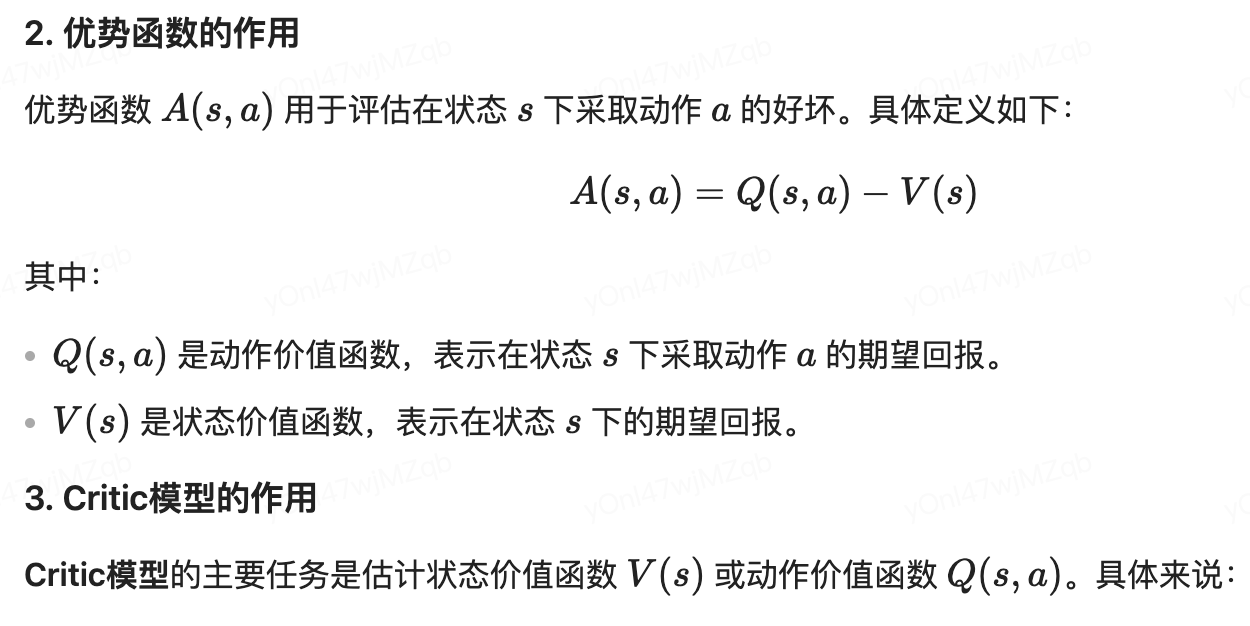 2. 优势函数的作用
优势函数 A(s, a) 用于评估在状态 s 下采取动作 a 的好坏。具体定义如下：
A(s, a) = Q(s, a) − V(s)
其中：
• Q(s, a) 是动作价值函数，表示在状态 s 下采取动作 a 的期望回报。
• V(s) 是状态价值函数，表示在状态 s 下的期望回报。
3. Critic模型的作用
Critic模型的主要任务是估计状态价值函数 V(s) 或动作价值函数 Q(s, a)。具体来说：